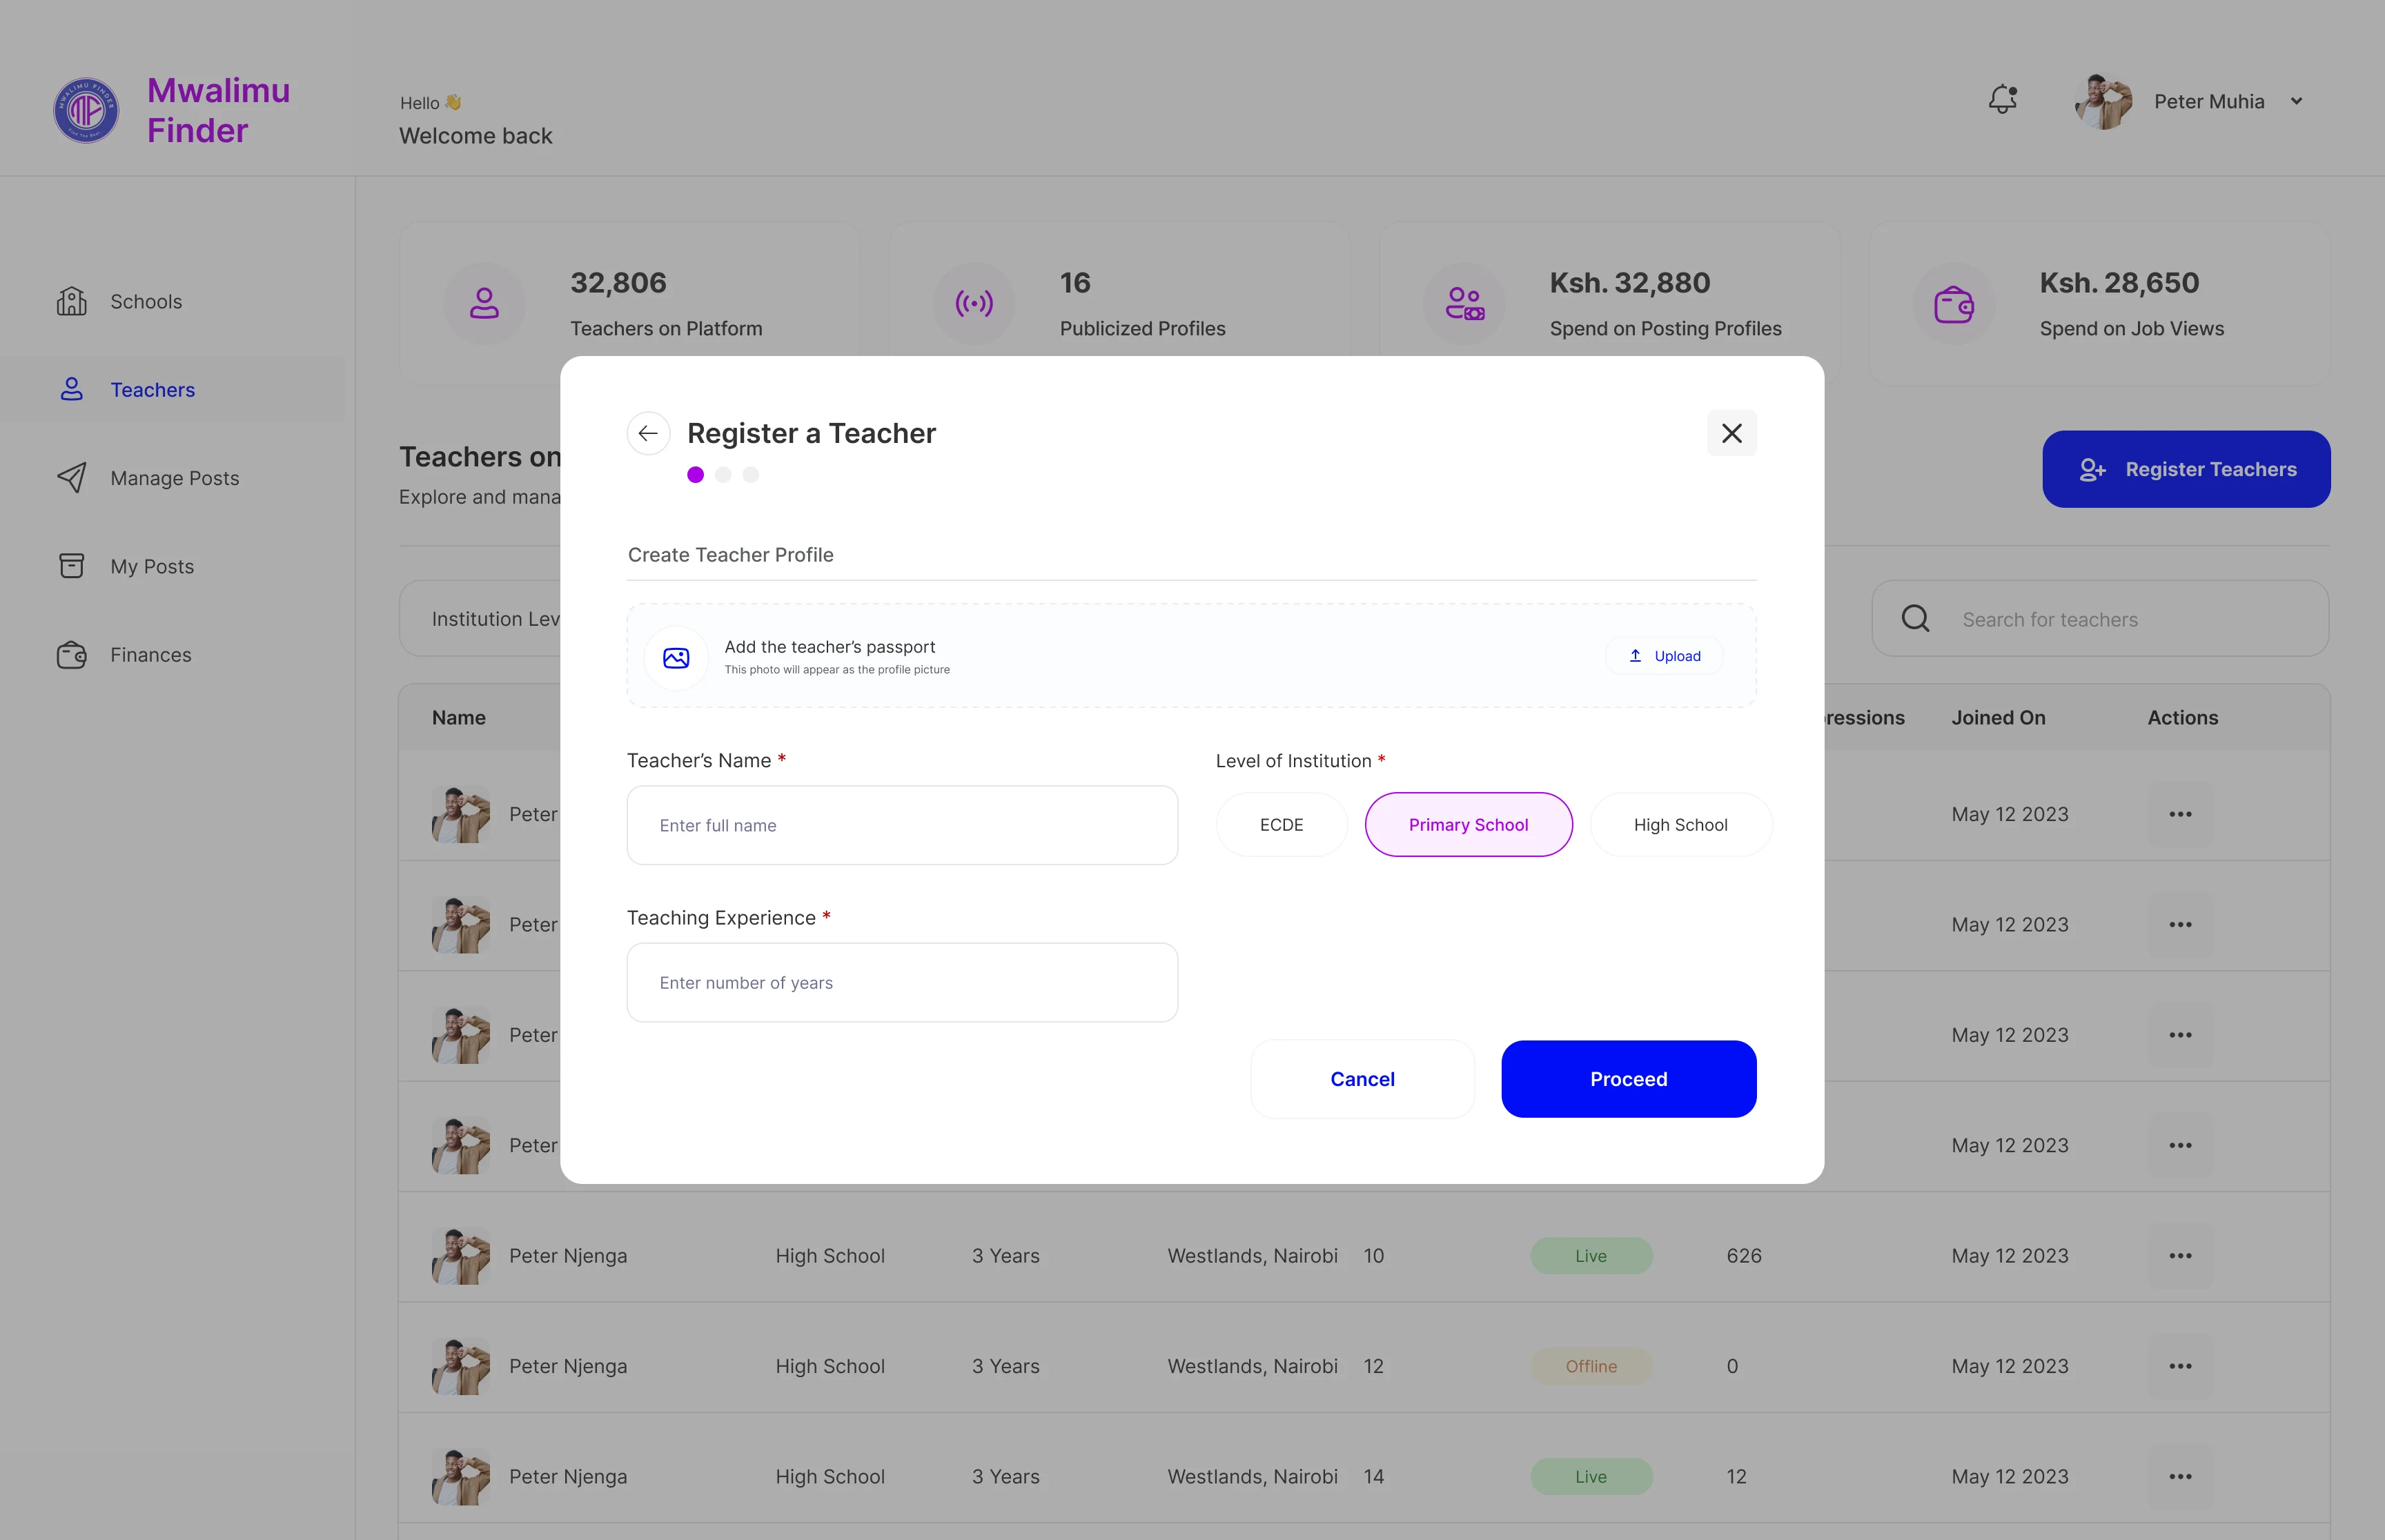 Mwalimu
Finder
Hello 👋
Welcome back
Peter Muhia
Schools
Teachers
Manage Posts
My Posts
Finances
32,806
Teachers on Platform
16
Publicized Profiles
Ksh. 32,880
Spend on Posting Profiles
Ksh. 28,650
Spend on Job Views
Teachers on
Explore and mana
Register Teachers
Institution Lev
Search for teachers
Name
pressions
Joined On
Actions
Peter
May 12 2023
Peter
May 12 2023
Peter
May 12 2023
Peter
May 12 2023
Peter Njenga
High School
3 Years
Westlands, Nairobi
10
Live
626
May 12 2023
Peter Njenga
High School
3 Years
Westlands, Nairobi
12
Offline
0
May 12 2023
Peter Njenga
High School
3 Years
Westlands, Nairobi
14
Live
12
May 12 2023
Register a Teacher
Create Teacher Profile
Add the teacher’s passport
This photo will appear as the profile picture
Upload
Teacher’s Name *
Enter full name
Level of Institution *
ECDE
Primary School
High School
Teaching Experience *
Enter number of years
Cancel
Proceed